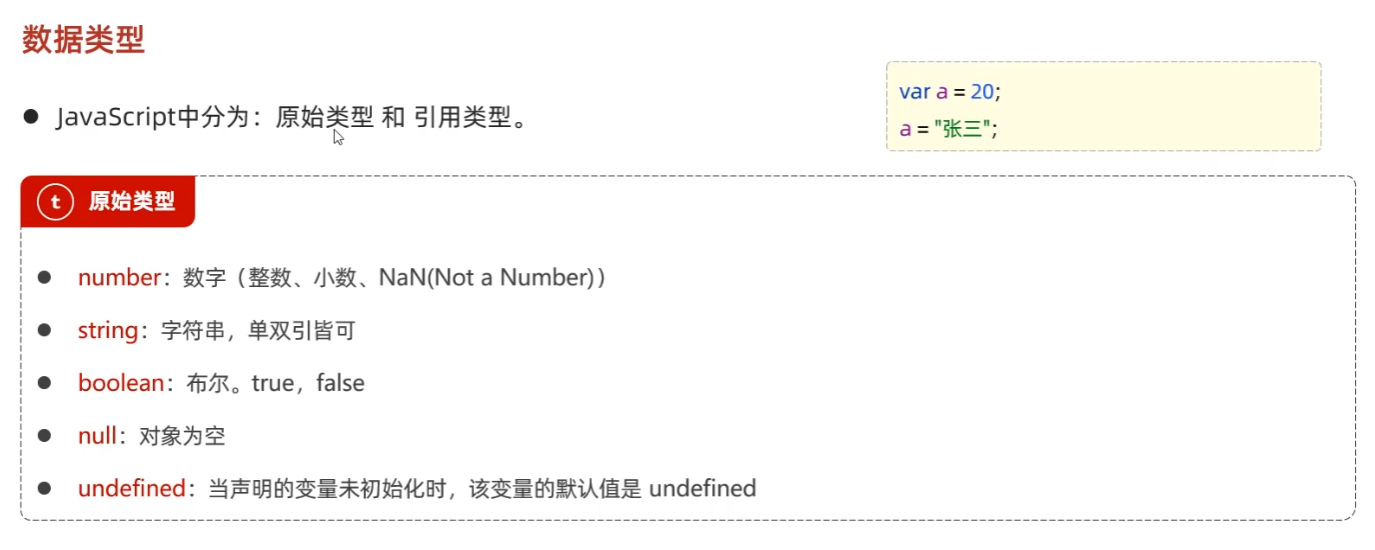 数据类型
JavaScript中分为：原始类型 和 引用类型。
var a = 20;
a = "张三";
t 原始类型
number：数字（整数、小数、NaN(Not a Number)）
string：字符串，单双引皆可
boolean：布尔。true，false
null：对象为空
undefined：当声明的变量未初始化时，该变量的默认值是 undefined